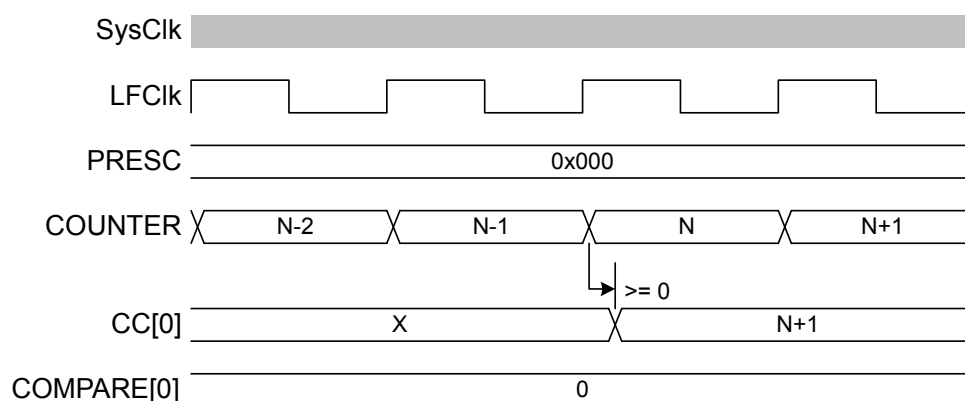 SysClk
LFClk
PRESC 0x000
COUNTER N-2 N-1 N N+1
>= 0
CC[0] X N+1
COMPARE[0] 0